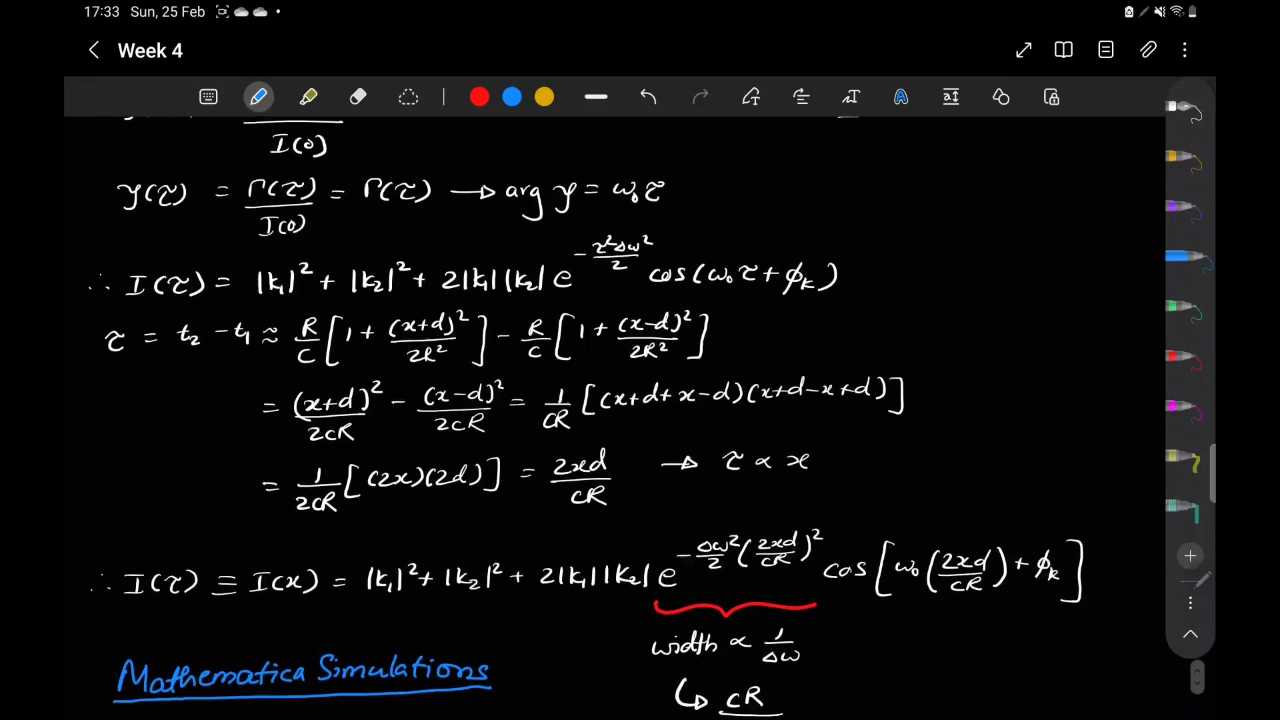 17:33 Sun, 25 Feb
Week 4
I(0)
γ(τ) = Γ(τ)/I(0) = Γ(τ) → arg γ = ω₀τ
∴ I(τ) = |k₁|² + |k₂|² + 2|k₁||k₂| e^(-τ²Δω²/2) cos(ω₀τ + ϕₖ)
τ = t₂ - t₁ ≈ R/C [1 + (x+d)²/2R²] - R/C [1 + (x-d)²/2R²]
= (x+d)²/2cR - (x-d)²/2cR = 1/CR [(x+d+x-d)(x+d-x+d)]
= 1/2CR [(2x)(2d)] = 2xd/CR → τ ∝ x
∴ I(τ) ≡ I(x) = |k₁|² + |k₂|² + 2|k₁||k₂| e^(-Δω²/2 (2xd/CR)²) cos[ω₀(2xd/CR) + ϕₖ]
width ∝ 1/Δω
Mathematica Simulations
↳ CR